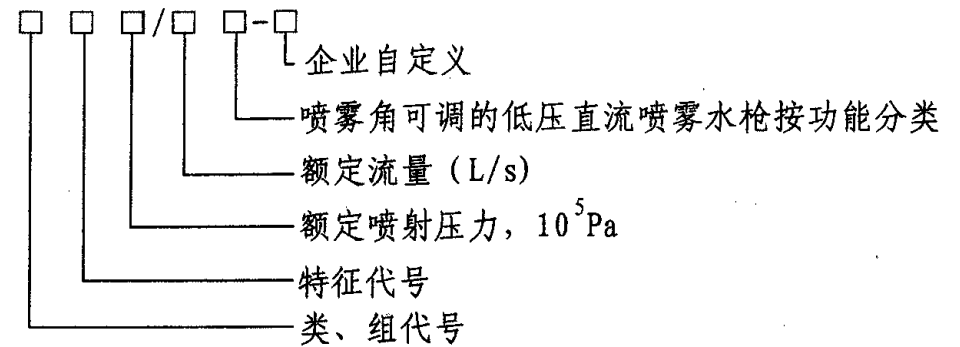 □ □ □/□ □-□
企业自定义
喷雾角可调的低压直流喷雾水枪按功能分类
额定流量(L/s)
额定喷射压力，10⁵Pa
特征代号
类、组代号